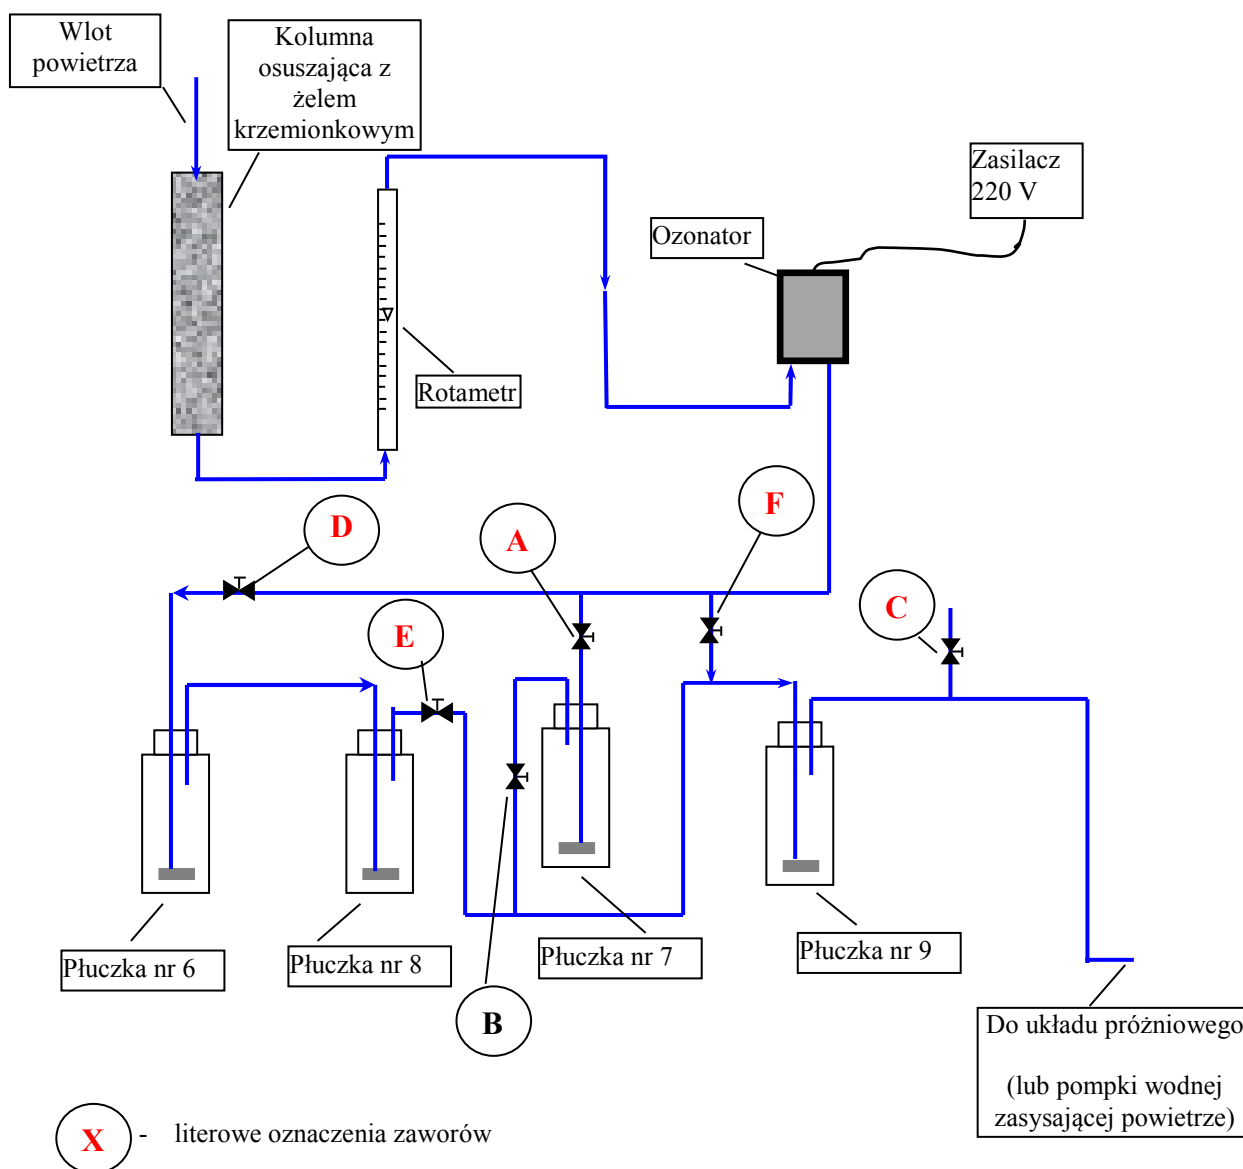 Wlot
powietrza
Kolumna
osuszająca z
żelem
krzemionkowym
Zasilacz
220 V
Ozonator
Rotametr
D
A
F
E
C
Płuczka nr 6
Płuczka nr 8
Płuczka nr 7
Płuczka nr 9
B
Do układu próżniowego
(lub pompki wodnej
zasysającej powietrze)
X - literowe oznaczenia zaworów